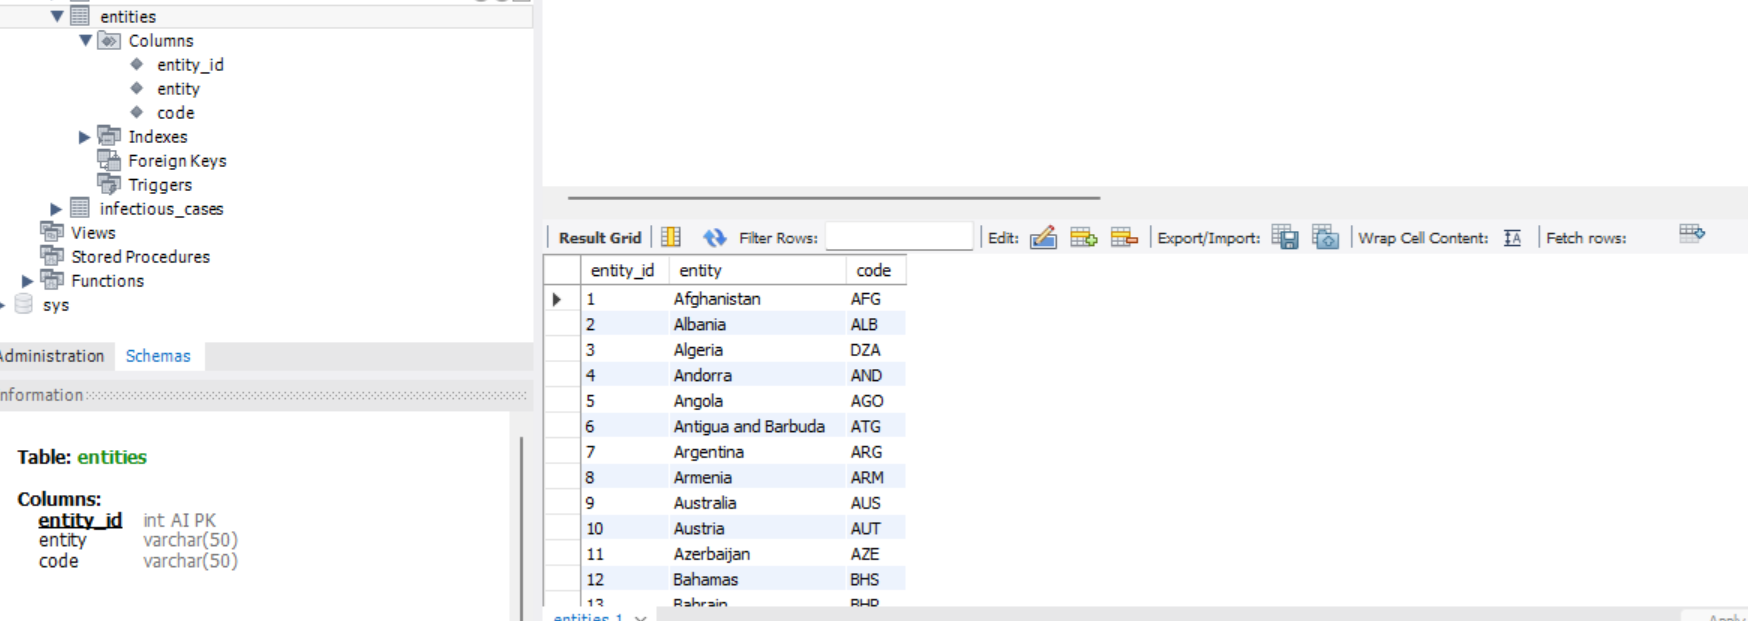 entities
Columns
entity_id
entity
code
Indexes
Foreign Keys
Triggers
infectious_cases
Views
Stored Procedures
Functions
sys
Administration Schemas
Information
Table: entities
Columns:
entity_id int AI PK
entity varchar(50)
code varchar(50)
Result Grid Filter Rows: Edit: Export/Import: Wrap Cell Content: IA Fetch rows:
entity_id entity code
1 Afghanistan AFG
2 Albania ALB
3 Algeria DZA
4 Andorra AND
5 Angola AGO
6 Antigua and Barbuda ATG
7 Argentina ARG
8 Armenia ARM
9 Australia AUS
10 Austria AUT
11 Azerbaijan AZE
12 Bahamas BHS
13 Bahrain BHR
entities 1
Apply